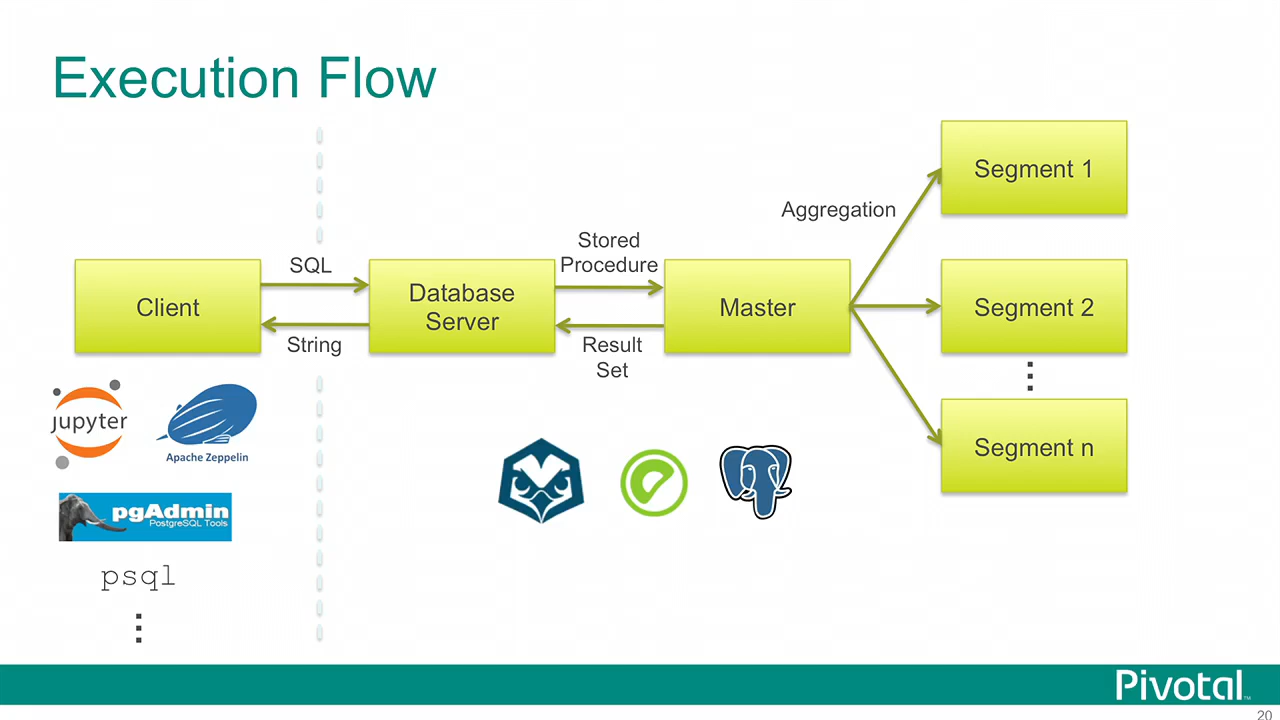 Execution Flow
Segment 1
Aggregation
Stored
Procedure
SQL
Client
Database
Server
Master
Segment 2
String
Result
Set
jupyter
Apache Zeppelin
Segment n
pgAdmin
PostgreSQL Tools
psql
Pivotal™
20